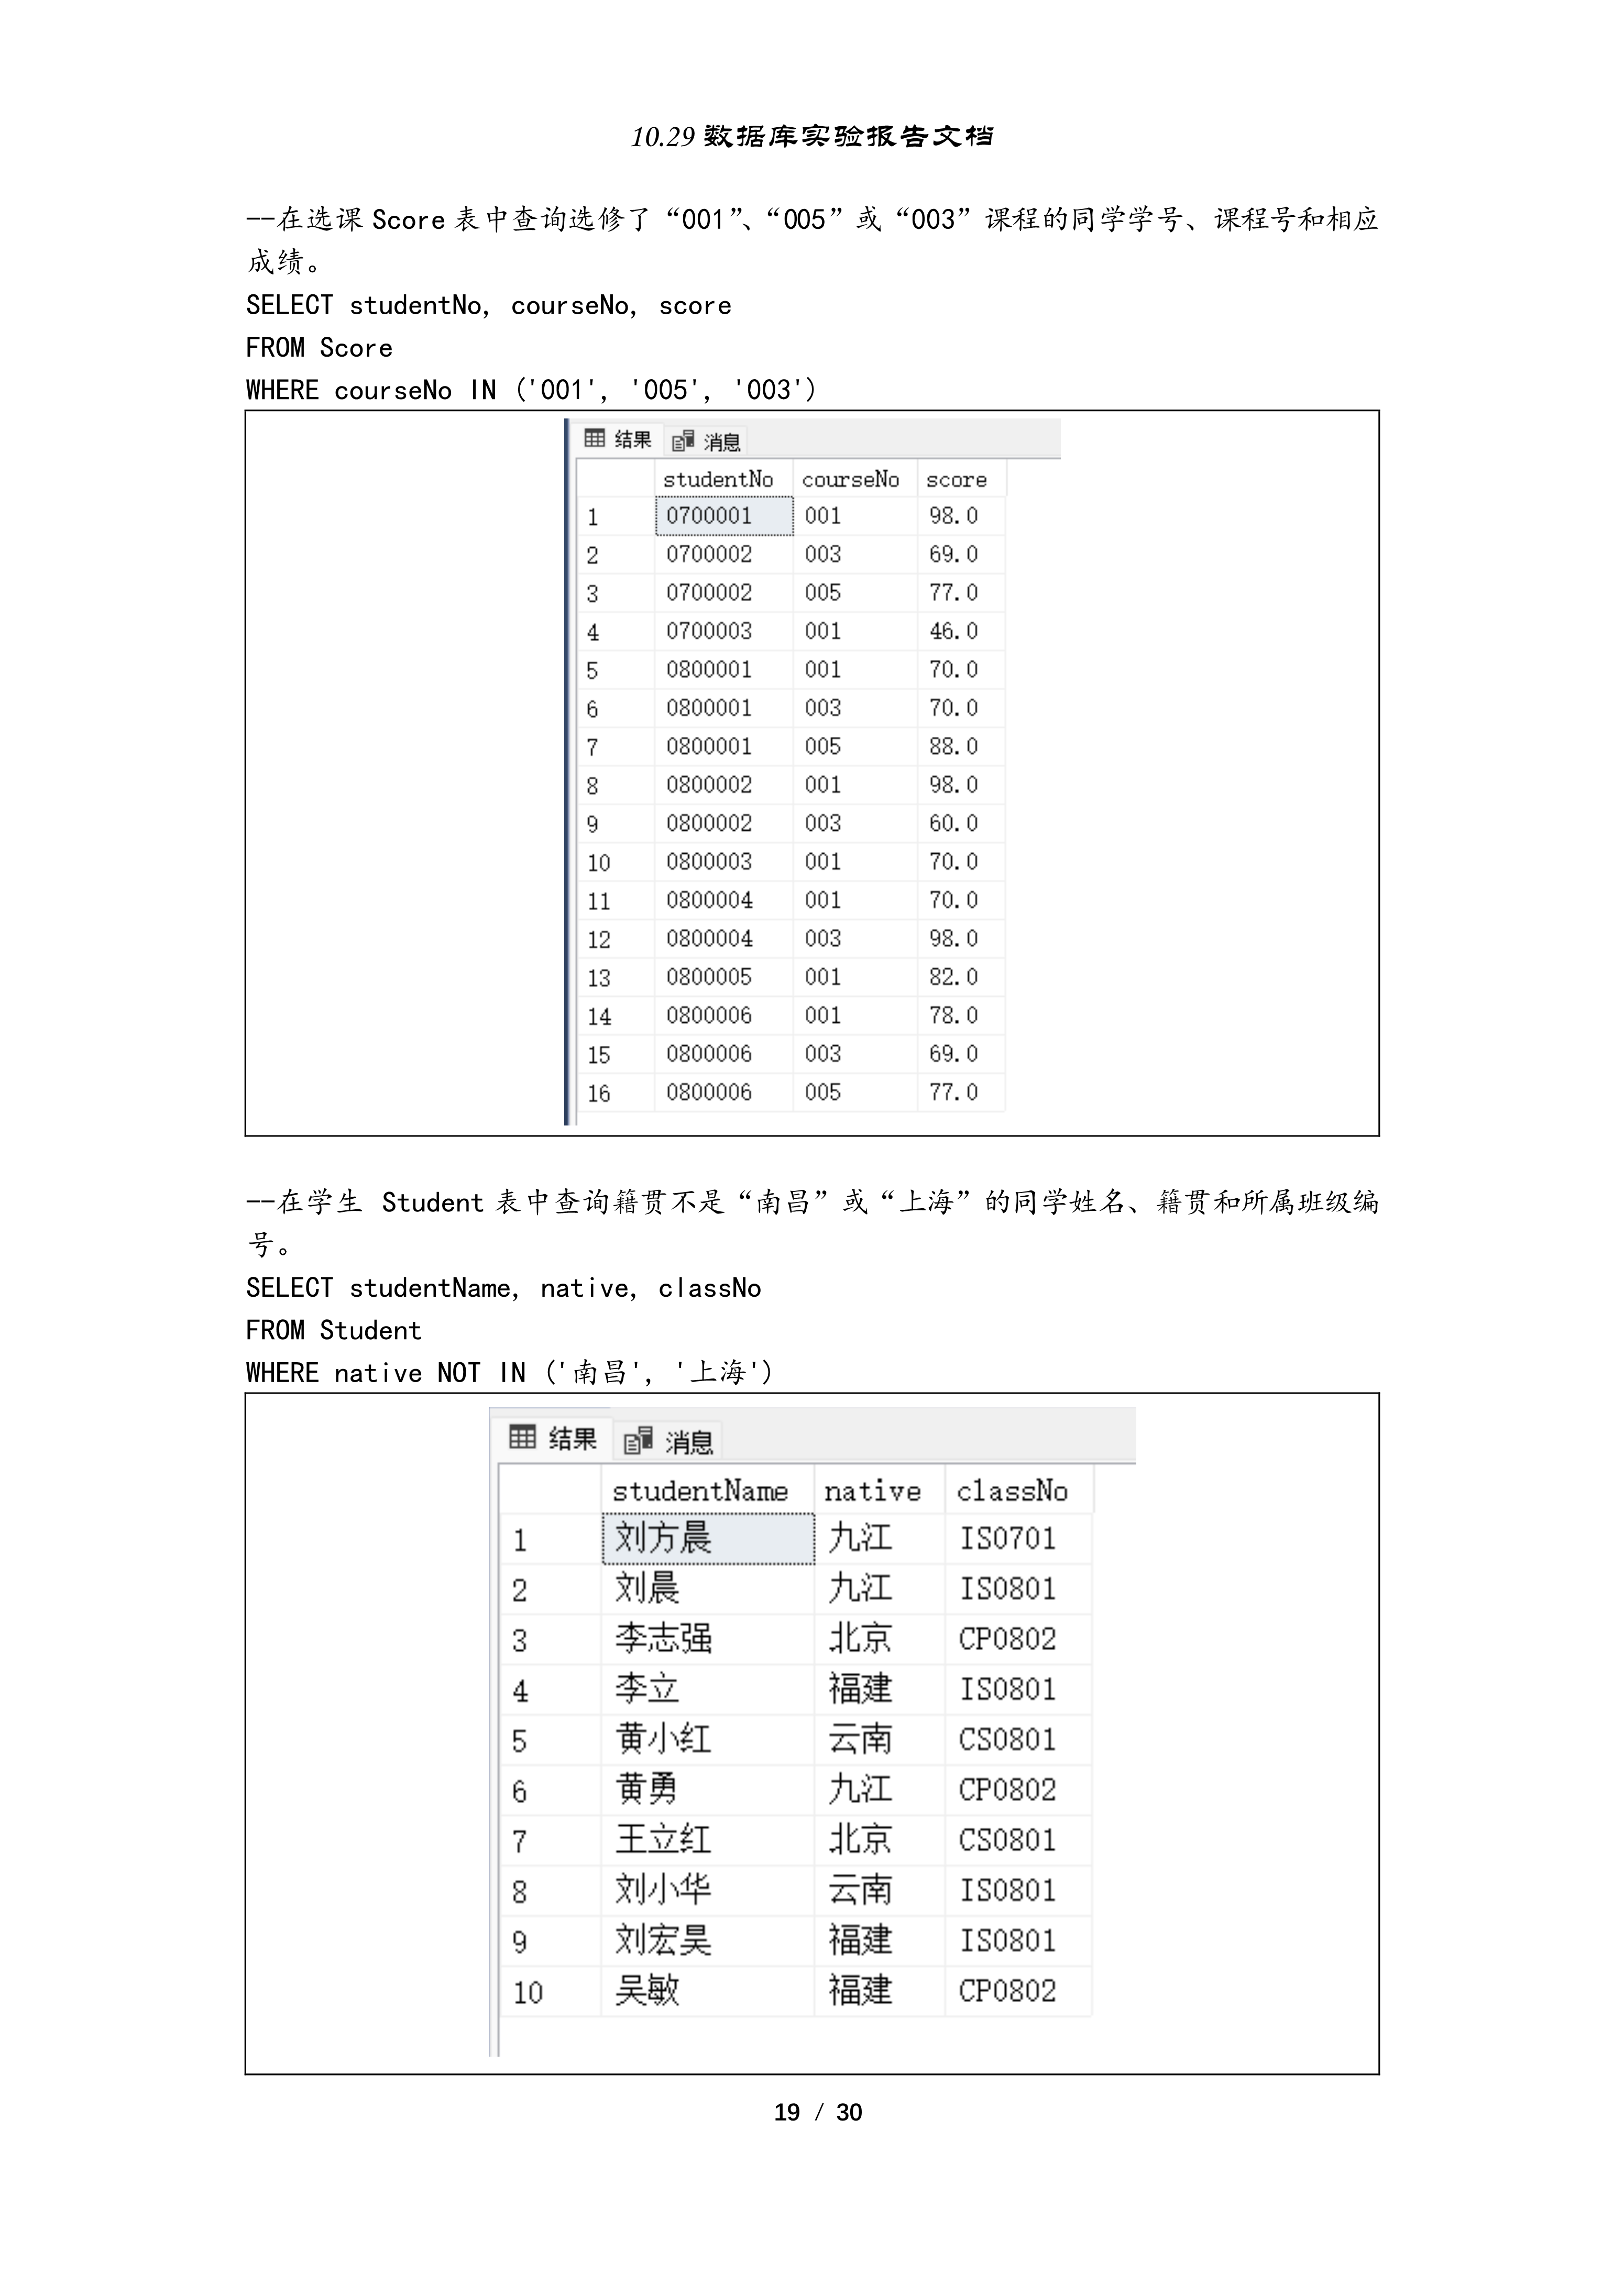 10.29 数据库实验报告文档
--在选课 Score 表中查询选修了“001”、“005”或“003”课程的同学学号、课程号和相应
成绩。
SELECT studentNo, courseNo, score
FROM Score
WHERE courseNo IN ('001', '005', '003')
结果 消息
studentNo courseNo score
1 0700001 001 98.0
2 0700002 003 69.0
3 0700002 005 77.0
4 0700003 001 46.0
5 0800001 001 70.0
6 0800001 003 70.0
7 0800001 005 88.0
8 0800002 001 98.0
9 0800002 003 60.0
10 0800003 001 70.0
11 0800004 001 70.0
12 0800004 003 98.0
13 0800005 001 82.0
14 0800006 001 78.0
15 0800006 003 69.0
16 0800006 005 77.0
--在学生 Student 表中查询籍贯不是“南昌”或“上海”的同学姓名、籍贯和所属班级编
号。
SELECT studentName, native, classNo
FROM Student
WHERE native NOT IN ('南昌', '上海')
结果 消息
studentName native classNo
1 刘方晨 九江 IS0701
2 刘晨 九江 IS0801
3 李志强 北京 CP0802
4 李立 福建 IS0801
5 黄小红 云南 CS0801
6 黄勇 九江 CP0802
7 王立红 北京 CS0801
8 刘小华 云南 IS0801
9 刘宏昊 福建 IS0801
10 吴敏 福建 CP0802
19 / 30